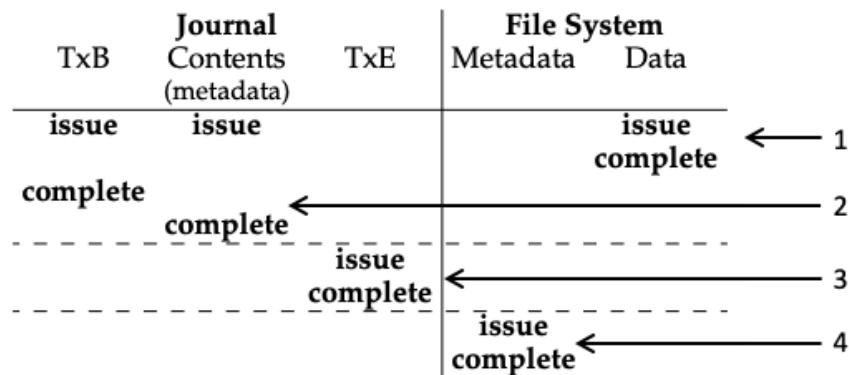 Journal File System
TxB Contents TxE Metadata Data
(metadata)
issue issue issue 1
complete
complete 2
complete
issue
complete 3
issue
complete 4